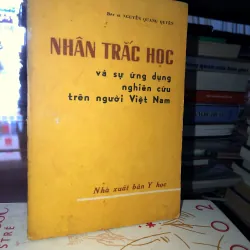 NGUYỄN QUANG QUYỀN
NHÂN TRẮC HỌC
và sự ứng dụng
nghiên cứu
trên người Việt Nam
Nhà xuất bản Y học